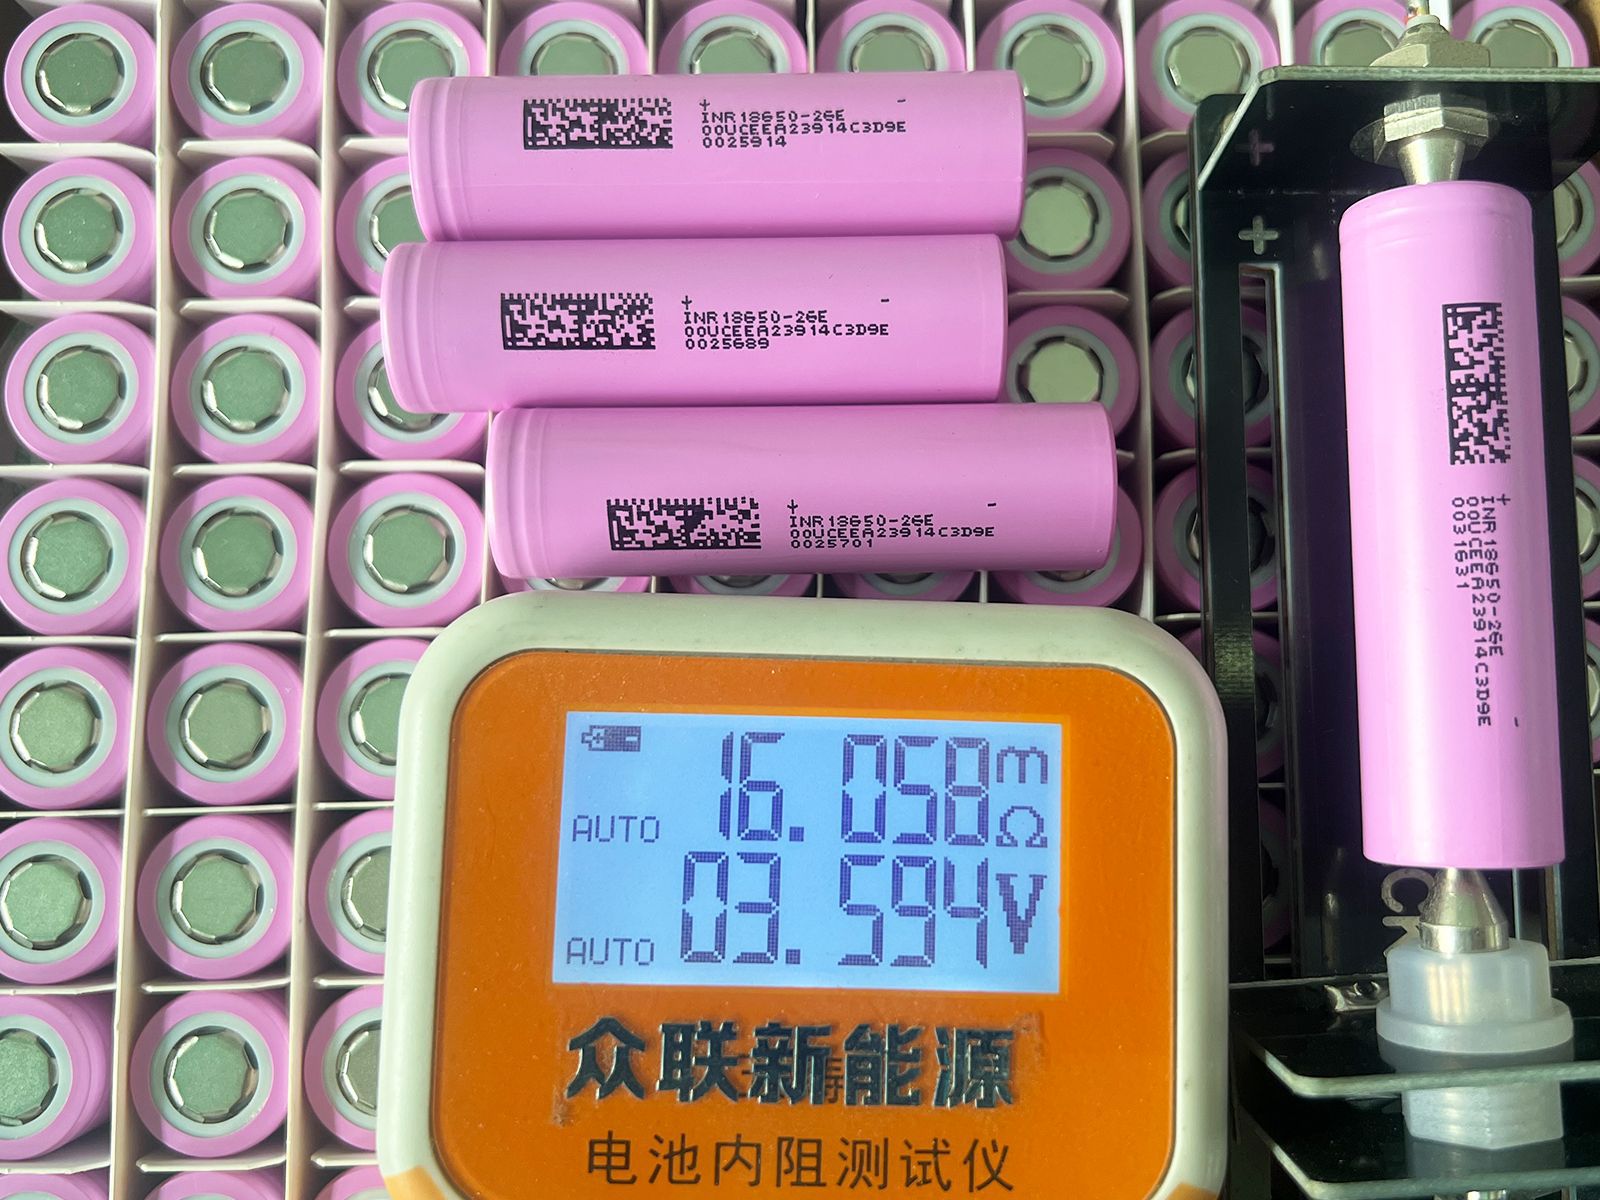 + -
INR18650-26E
00UCEEA23914C3D9E
0025914
+ -
INR18650-26E
00UCEEA23914C3D9E
0025689
+ -
INR18650-26E
00UCEEA23914C3D9E
0025701
+
+ -
INR18650-26E
00UCEEA23914C3D9E
0031631
AUTO 16.058mΩ
AUTO 03.594V
众联新能源
电池内阻测试仪